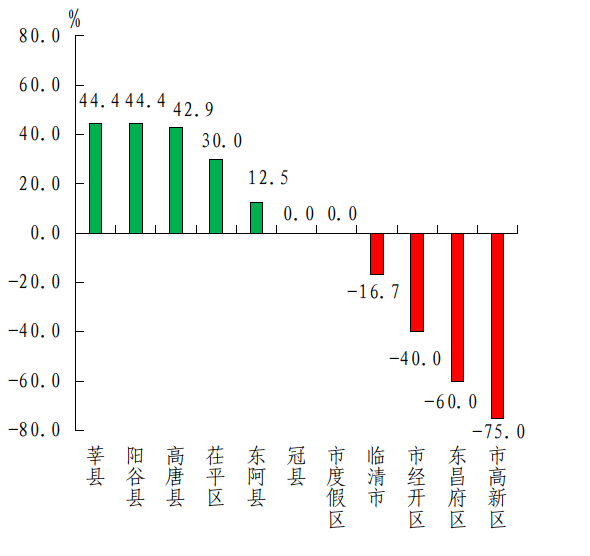 %
80.0
60.0
40.0
20.0
0.0
-20.0
-40.0
-60.0
-80.0
44.4
44.4
42.9
30.0
12.5
0.0
0.0
-16.7
-40.0
-60.0
-75.0
莘县
阳谷县
高唐县
茌平区
东阿县
冠县
市度假区
临清市
市经开区
东昌府区
市高新区